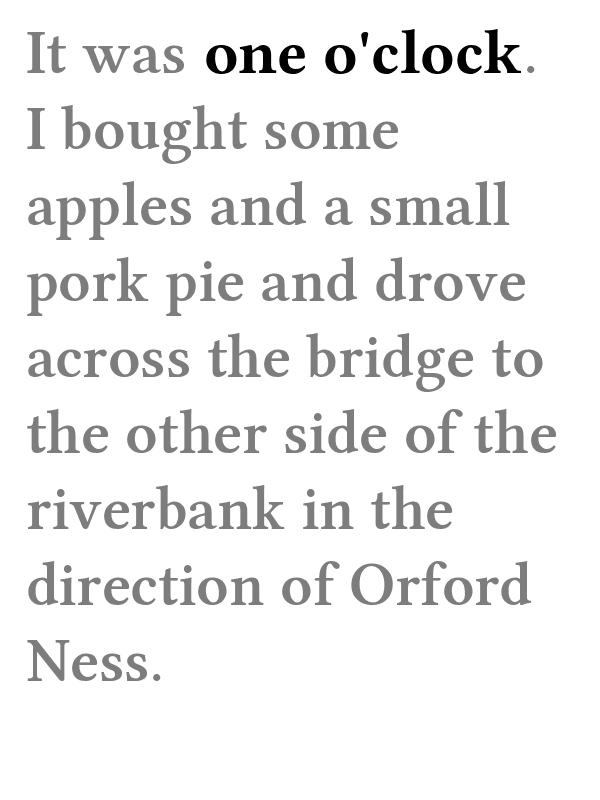 It was one o'clock.
I bought some
apples and a small
pork pie and drove
across the bridge to
the other side of the
riverbank in the
direction of Orford
Ness.